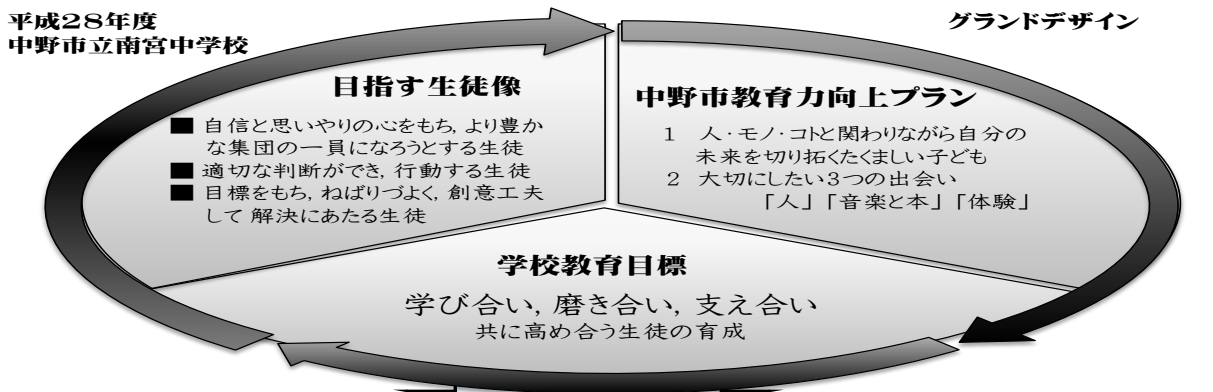 平成２８年度
中野市立南宮中学校
グランドデザイン
目指す生徒像
■ 自信と思いやりの心をもち，より豊か
な集団の一員になろうとする生徒
■ 適切な判断ができ，行動する生徒
■ 目標をもち，ねばりづよく，創意工夫
して 解決にあたる生徒
中野市教育力向上プラン
１ 人・モノ・コトと関わりながら自分の
未来を切り拓くたくましい子ども
２ 大切にしたい３つの出会い
「人」「音楽と本」「体験」
学校教育目標
学び合い，磨き合い，支え合い
共に高め合う生徒の育成